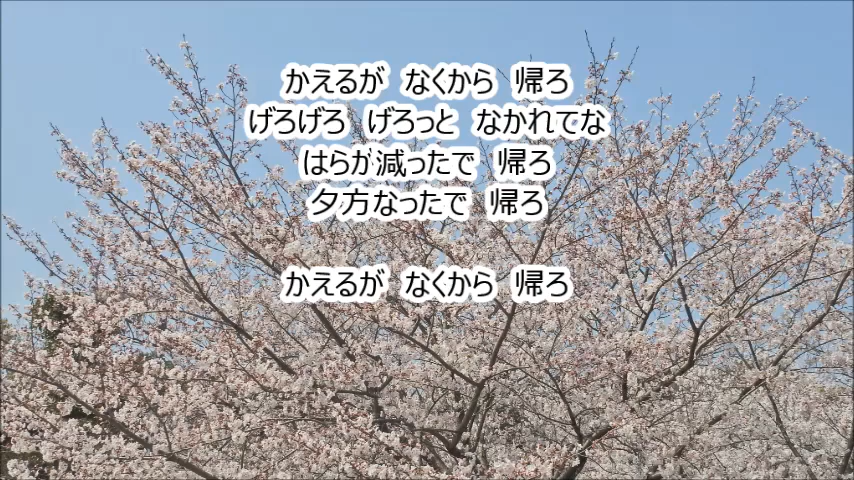 かえるが　なくから　帰ろ
げろげろ　げろっと　なかれてな
はらが減ったで　帰ろ
夕方なったで　帰ろ
かえるが　なくから　帰ろ